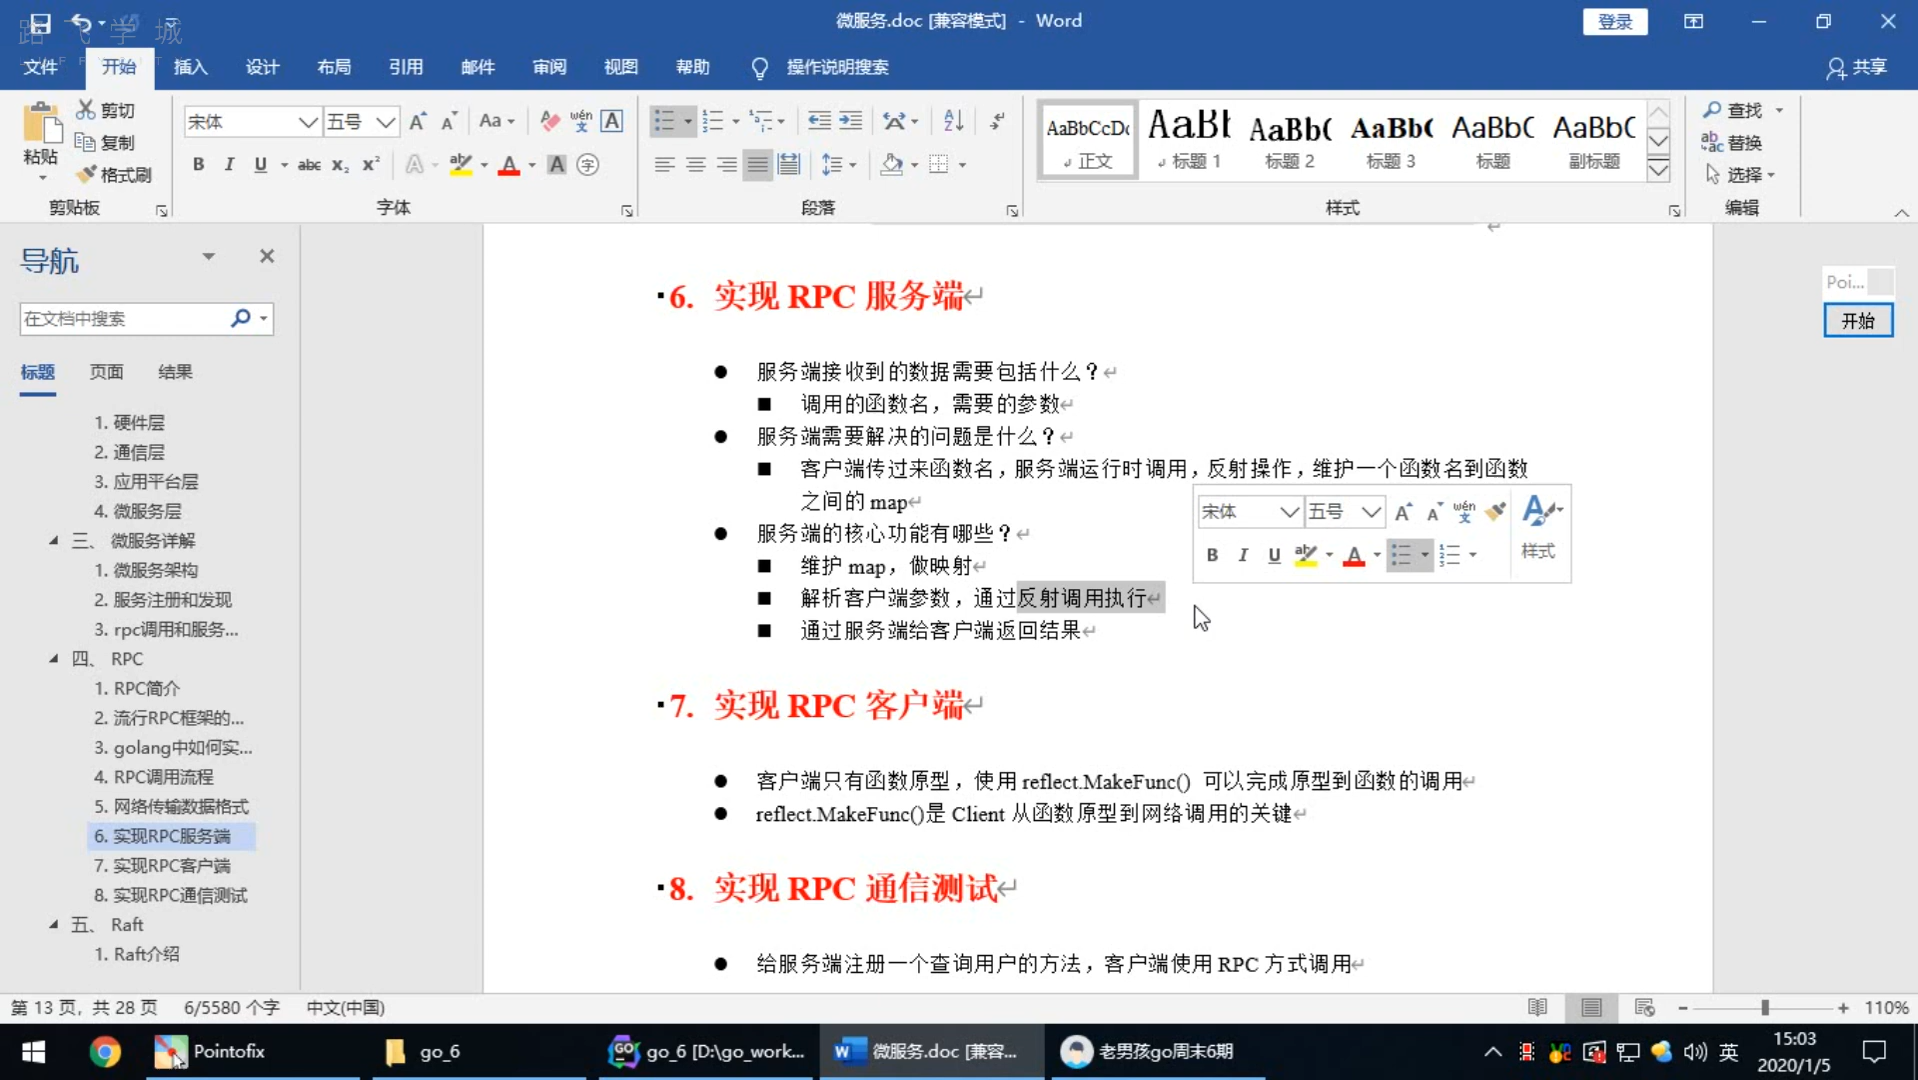 微服务.doc [兼容模式] - Word
登录
路飞学城
文件 开始 插入 设计 布局 引用 邮件 审阅 视图 帮助 操作说明搜索 共享
粘贴 剪切 复制 格式刷
剪贴板
宋体 五号
字体
段落
AaBbCcDc AaBb AaBbC AaBbC AaBbC AaBbC
正文 标题 1 标题 2 标题 3 标题 副标题
样式
查找
替换
选择
编辑
导航
在文档中搜索
标题 页面 结果
1. 硬件层
2. 通信层
3. 应用平台层
4. 微服务层
三、 微服务详解
1. 微服务架构
2. 服务注册和发现
3. rpc调用和服务...
四、 RPC
1. RPC简介
2. 流行RPC框架的...
3. golang中如何实...
4. RPC调用流程
5. 网络传输数据格式
6. 实现RPC服务端
7. 实现RPC客户端
8. 实现RPC通信测试
五、 Raft
1. Raft介绍
6. 实现 RPC 服务端
● 服务端接收到的数据需要包括什么？
■ 调用的函数名，需要的参数
● 服务端需要解决的问题是什么？
■ 客户端传过来函数名，服务端运行时调用，反射操作，维护一个函数名到函数
之间的 map
● 服务端的核心功能有哪些？
■ 维护 map，做映射
■ 解析客户端参数，通过反射调用执行
■ 通过服务端给客户端返回结果
宋体 五号
样式
7. 实现 RPC 客户端
● 客户端只有函数原型，使用 reflect.MakeFunc() 可以完成原型到函数的调用
● reflect.MakeFunc()是 Client 从函数原型到网络调用的关键
8. 实现 RPC 通信测试
● 给服务端注册一个查询用户的方法，客户端使用 RPC 方式调用
Poi...
开始
第 13 页，共 28 页 6/5580 个字 中文(中国)
110%
Pointofix go_6 go_6 [D:\go_work... 微服务.doc [兼容... 老男孩go周末6期
英
15:03
2020/1/5